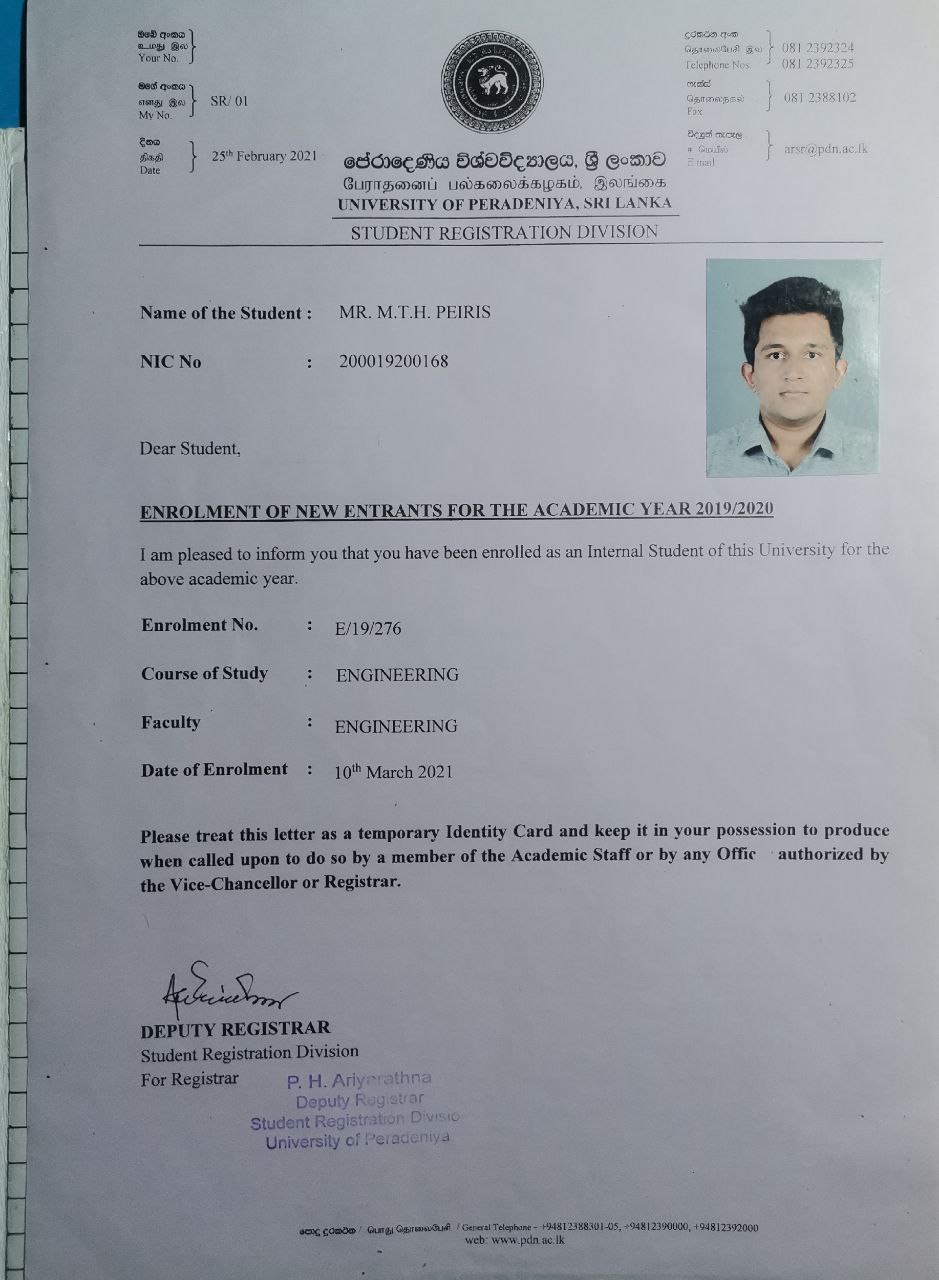 ඔබේ අංකය
உமது இல
Your No.
මගේ අංකය
எனது இல
My No.
SR/ 01
දිනය
திகதி
Date
25th February 2021
දුරකථන අංක
தொலைபேசி இல
Telephone Nos.
081 2392324
081 2392325
ෆැක්ස්
தொலைநகல்
Fax
081 2388102
විද්‍යුත් තැපෑල
ஈ மெயில்
E mail
arsr@pdn.ac.lk
පේරාදෙණිය විශ්වවිද්‍යාලය, ශ්‍රී ලංකාව
பேராதனைப் பல்கலைக்கழகம், இலங்கை
UNIVERSITY OF PERADENIYA, SRI LANKA
STUDENT REGISTRATION DIVISION
Name of the Student : MR. M.T.H. PEIRIS
NIC No : 200019200168
Dear Student,
ENROLMENT OF NEW ENTRANTS FOR THE ACADEMIC YEAR 2019/2020
I am pleased to inform you that you have been enrolled as an Internal Student of this University for the
above academic year.
Enrolment No. : E/19/276
Course of Study : ENGINEERING
Faculty : ENGINEERING
Date of Enrolment : 10th March 2021
Please treat this letter as a temporary Identity Card and keep it in your possession to produce
when called upon to do so by a member of the Academic Staff or by any Offic authorized by
the Vice-Chancellor or Registrar.
DEPUTY REGISTRAR
Student Registration Division
For Registrar
P. H. Ariyarathna
Deputy Registrar
Student Registration Divisio
University of Peradeniya
පොදු දුරකථන / பொது தொலைபேசி / General Telephone - +94812388301-05, +94812390000, +94812392000
web: www.pdn.ac.lk